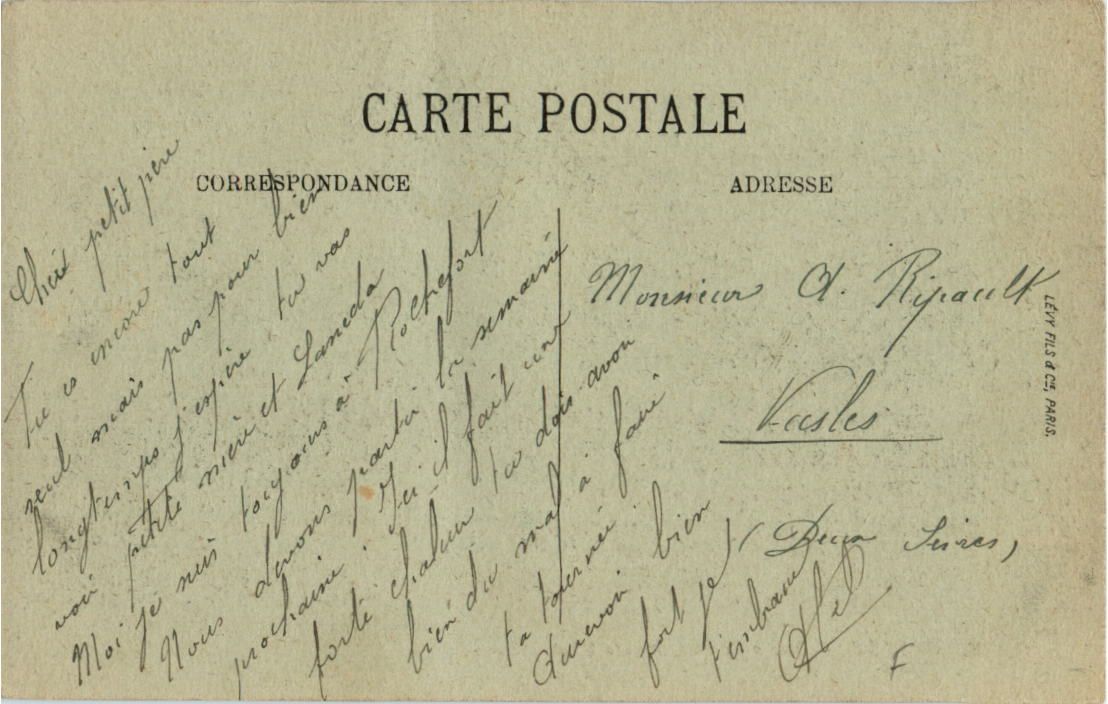 CARTE POSTALE
CORRESPONDANCE
ADRESSE
Cher petit père
Tu es encore tout
seul mais pas pour bien
longtemps j'espère tu vas
voir petite mère et
Moi je suis toujours à Rochefort
Nous devons partir la semaine
prochaine. Ici il fait une
forte chaleur tu dois avoir
bien du mal à faire
ta tournée
Aurevoir bien
fort je
t'embrasse
Monsieur A. Ripault
Vasles
(Deux Sèvres)
LÉVY FILS & Cie, PARIS.
F